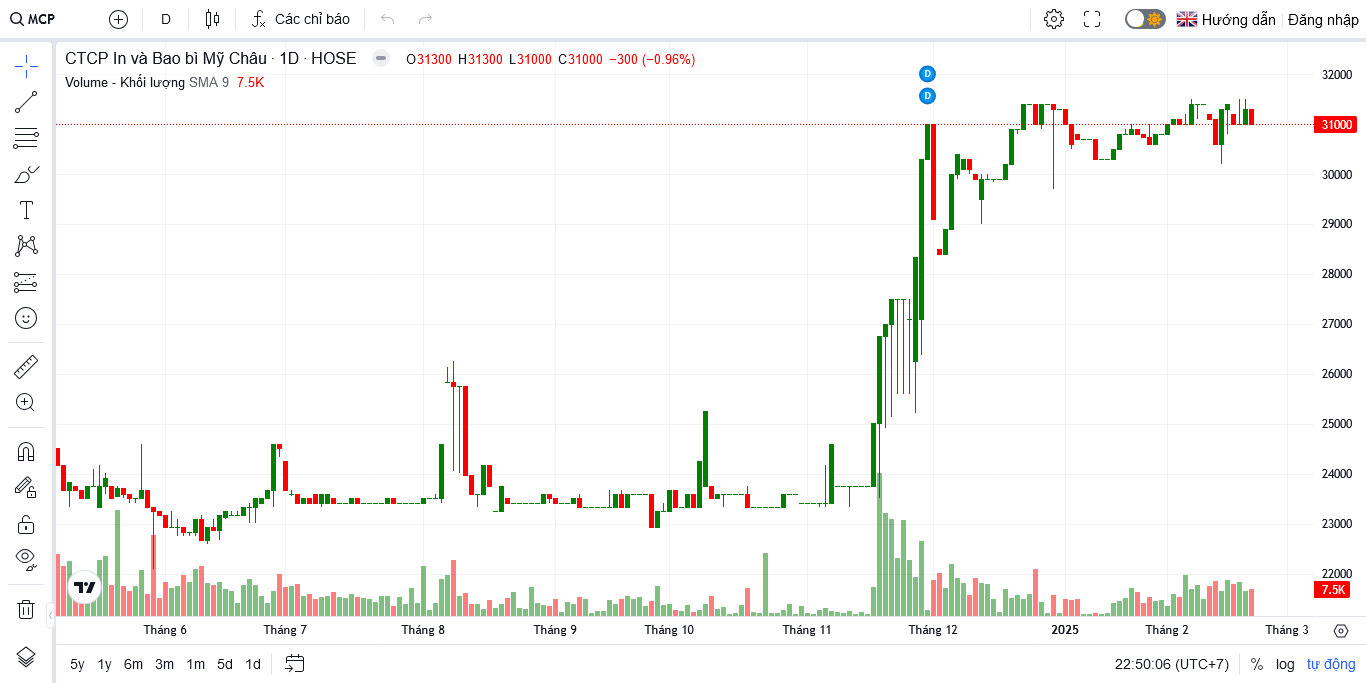 MCP D Các chỉ báo Hướng dẫn Đăng nhập
CTCP In và Bao bì Mỹ Châu · 1D · HOSE O31300 H31300 L31000 C31000 −300 (−0.96%)
Volume - Khối lượng SMA 9 7.5K
D
D
32000
31000
30000
29000
28000
27000
26000
25000
24000
23000
22000
7.5K
Tháng 6 Tháng 7 Tháng 8 Tháng 9 Tháng 10 Tháng 11 Tháng 12 2025 Tháng 2 Tháng 3
5y 1y 6m 3m 1m 5d 1d 22:50:06 (UTC+7) % log tự động